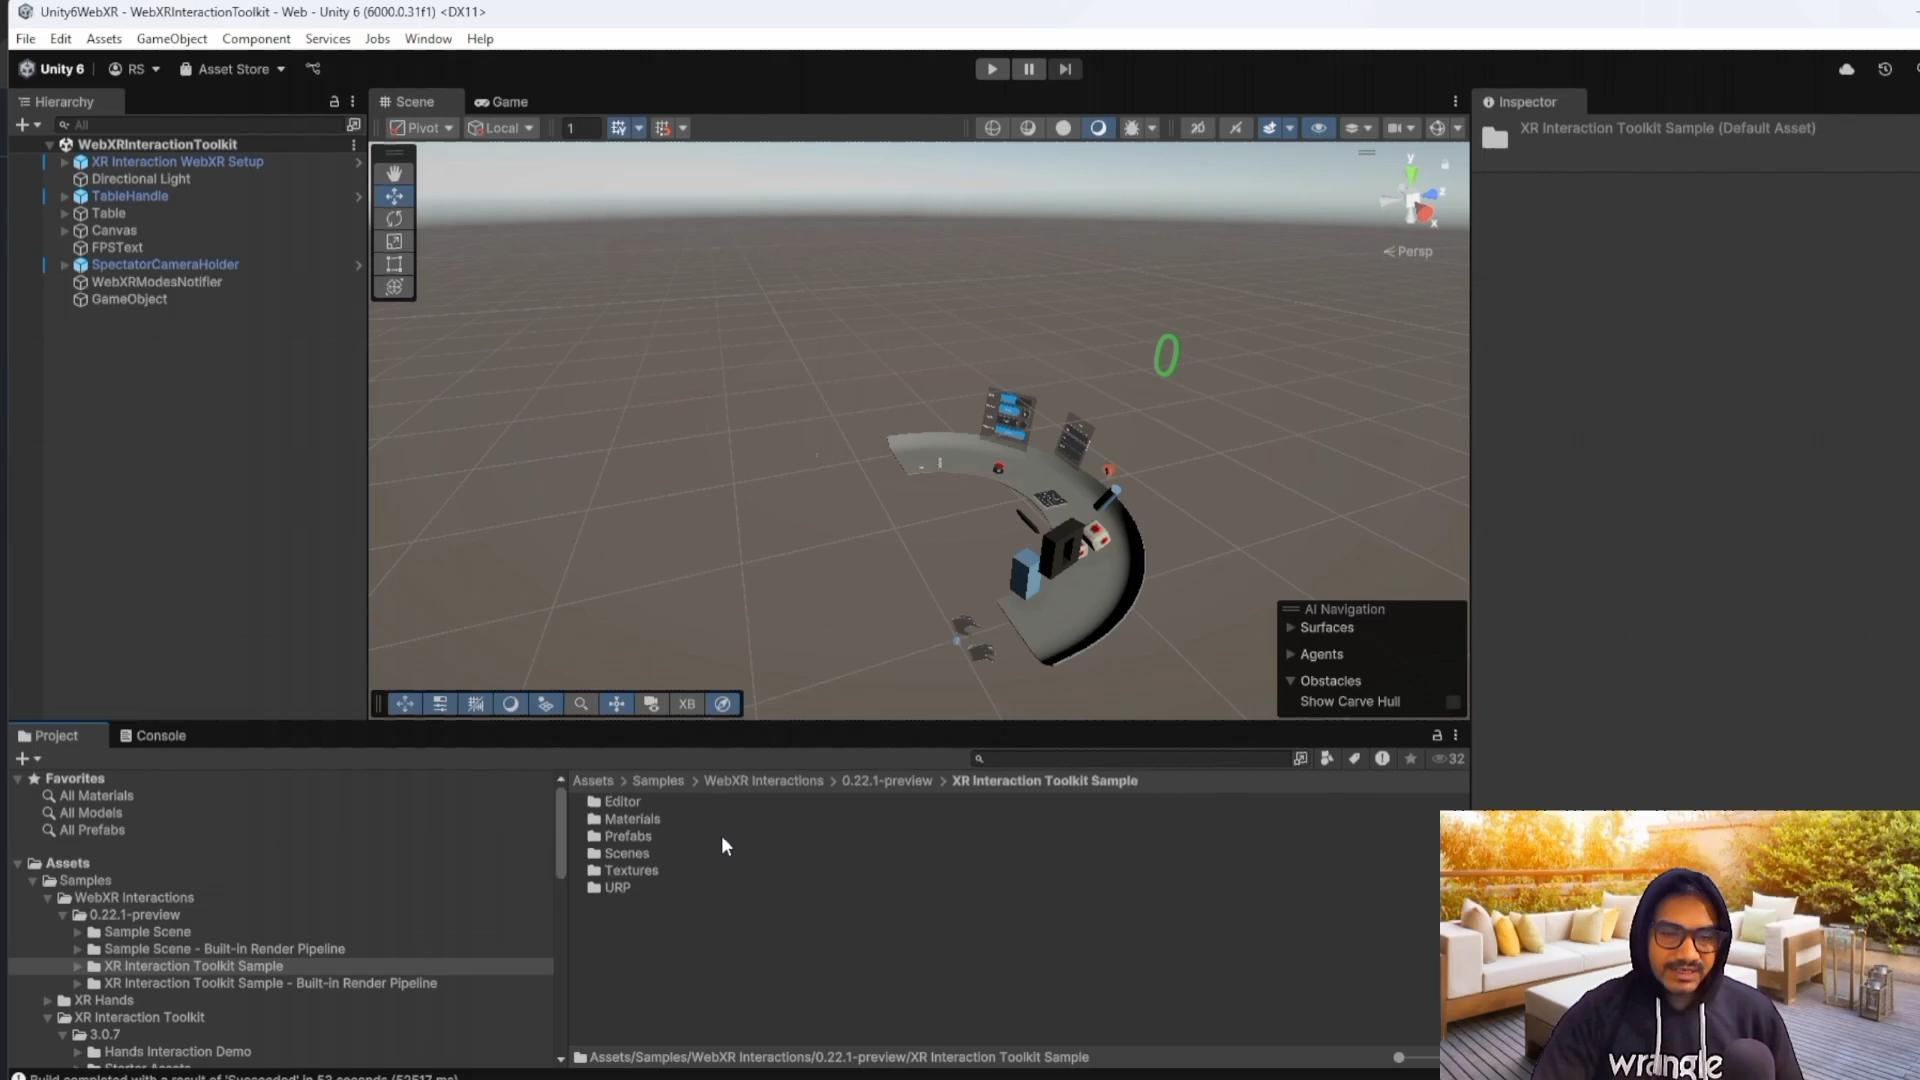 Unity6WebXR - WebXRInteractionToolkit - Web - Unity 6 (6000.0.31f1) <DX11>
File Edit Assets GameObject Component Services Jobs Window Help
Unity 6 RS Asset Store
Hierarchy
All
WebXRInteractionToolkit
XR Interaction WebXR Setup
Directional Light
TableHandle
Table
Canvas
FPSText
SpectatorCameraHolder
WebXRModesNotifier
GameObject
Scene Game
Pivot Local 1 2D
y
z
x
Persp
0
AI Navigation
Surfaces
Agents
Obstacles
Show Carve Hull
XB
Inspector
XR Interaction Toolkit Sample (Default Asset)
Project Console
32
Favorites
All Materials
All Models
All Prefabs
Assets
Samples
WebXR Interactions
0.22.1-preview
Sample Scene
Sample Scene - Built-in Render Pipeline
XR Interaction Toolkit Sample
XR Interaction Toolkit Sample - Built-in Render Pipeline
XR Hands
XR Interaction Toolkit
3.0.7
Hands Interaction Demo
Starter Assets
Assets > Samples > WebXR Interactions > 0.22.1-preview > XR Interaction Toolkit Sample
Editor
Materials
Prefabs
Scenes
Textures
URP
Assets/Samples/WebXR Interactions/0.22.1-preview/XR Interaction Toolkit Sample
Build completed with a result of 'Succeeded' in 53 seconds (52517 ms)
wrangle